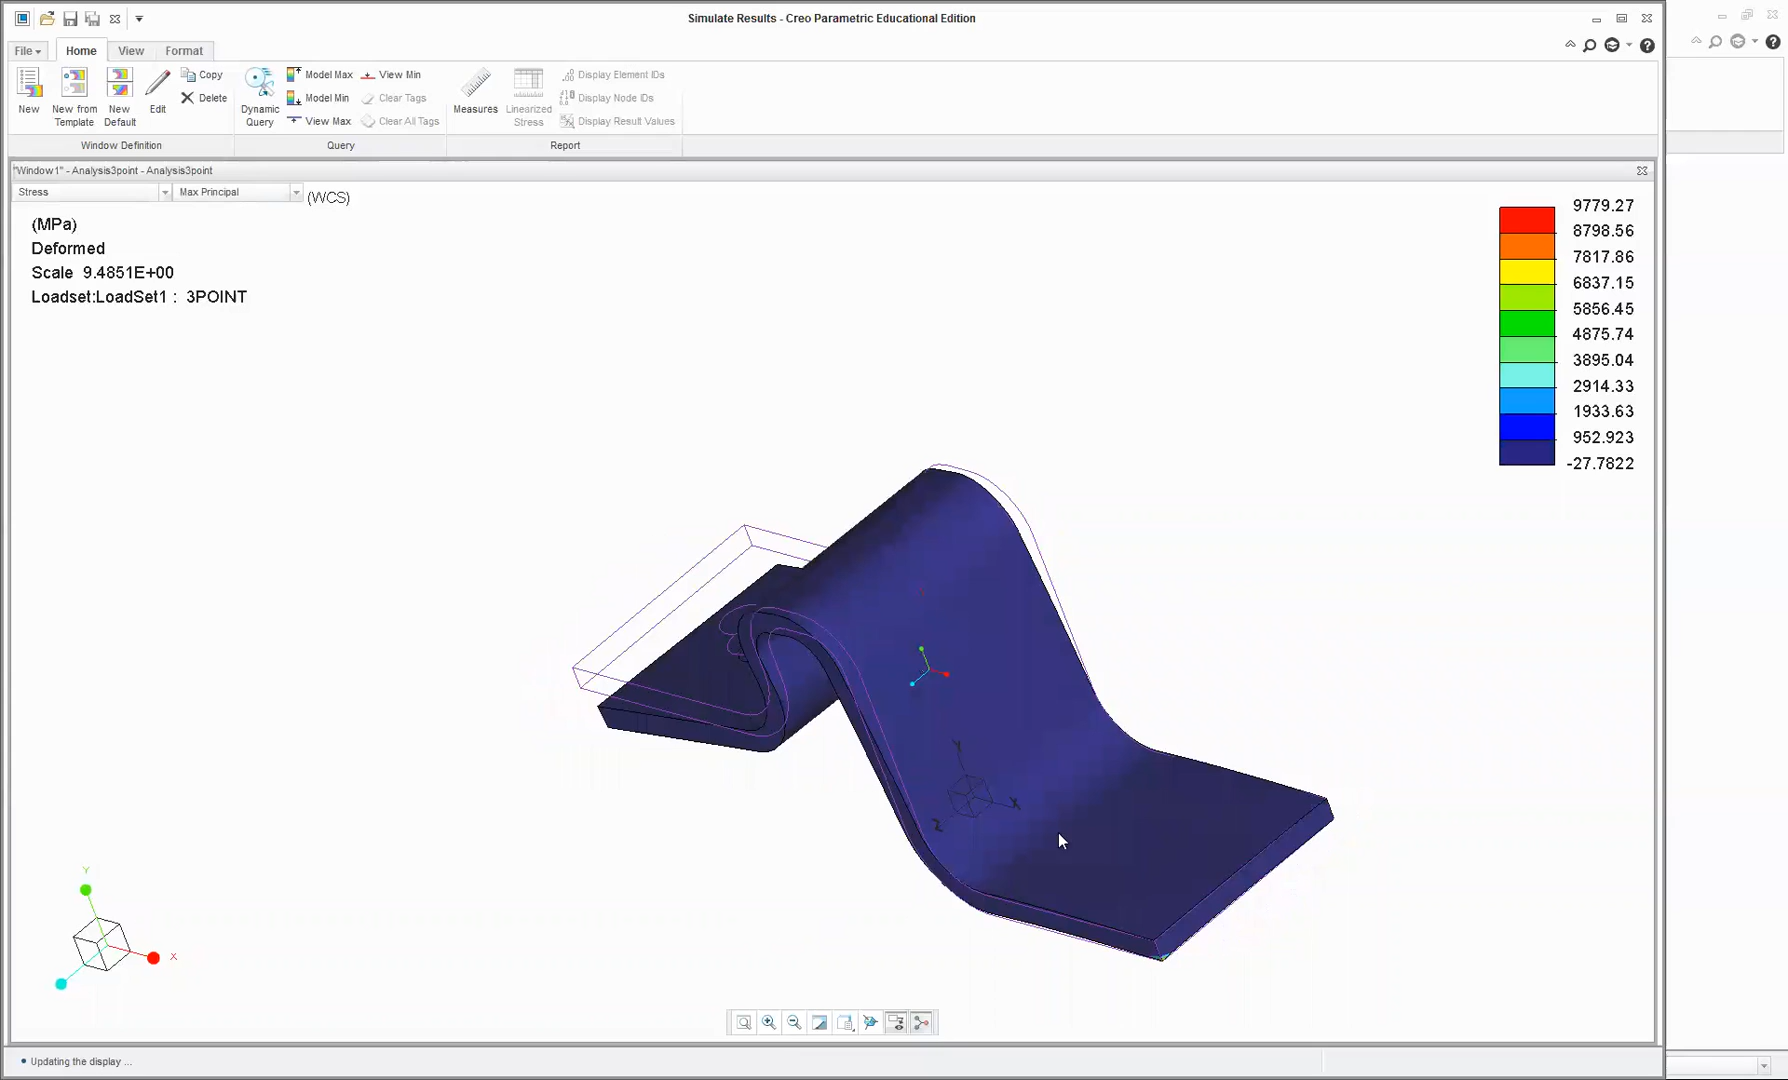 Simulate Results - Creo Parametric Educational Edition
File
Home
View
Format
New
New from
Template
New
Default
Edit
Copy
Delete
Window Definition
Dynamic
Query
Model Max
Model Min
View Max
View Min
Clear Tags
Clear All Tags
Query
Measures
Linearized
Stress
Display Element IDs
Display Node IDs
Display Result Values
Report
"Window1" - Analysis3point - Analysis3point
Stress
Max Principal
(WCS)
(MPa)
Deformed
Scale 9.4851E+00
Loadset:LoadSet1 : 3POINT
9779.27
8798.56
7817.86
6837.15
5856.45
4875.74
3895.04
2914.33
1933.63
952.923
-27.7822
Y
X
Z
Y
X
Updating the display ...